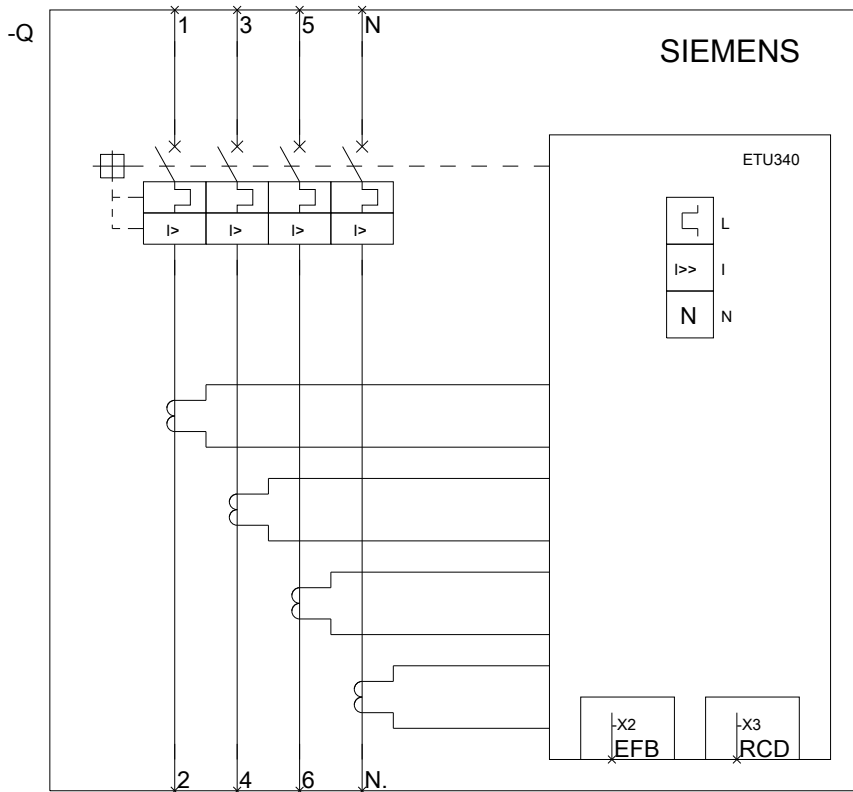 -Q
1 3 5 N
SIEMENS
ETU340
L
I> I> I> I>
I>> I
N N
-X2 -X3
EFB RCD
2 4 6 N.